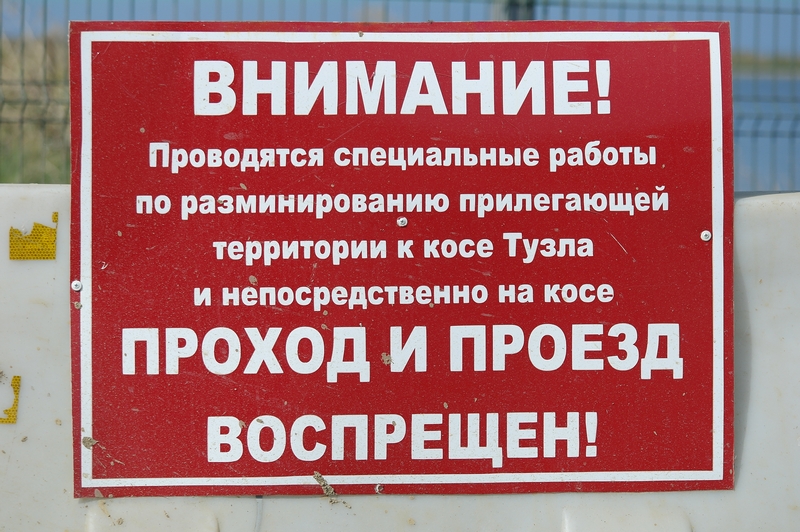 ВНИМАНИЕ!
Проводятся специальные работы
по разминированию прилегающей
территории к косе Тузла
и непосредственно на косе
ПРОХОД И ПРОЕЗД
ВОСПРЕЩЕН!